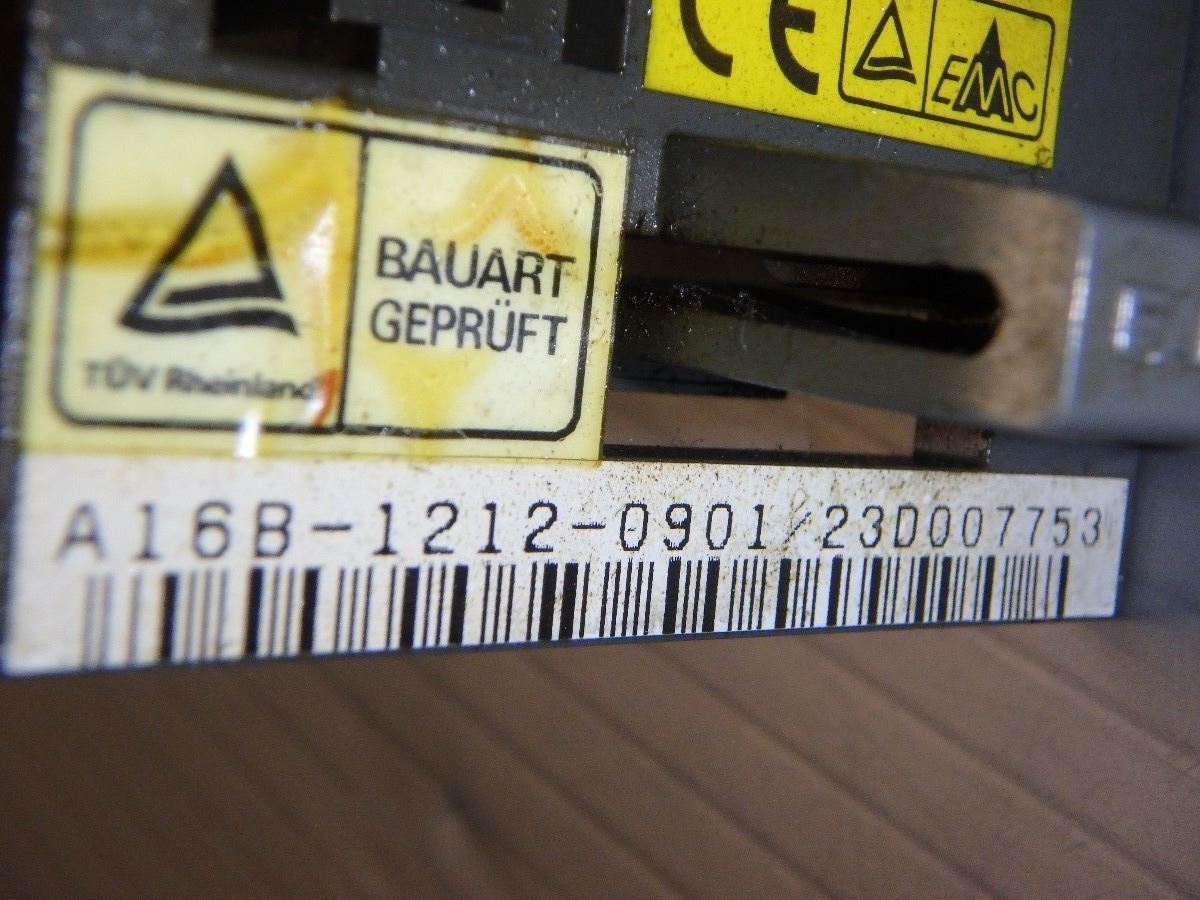 CE
EMC
BAUART
GEPRÜFT
TÜV Rheinland
A16B-1212-0901/23D007753